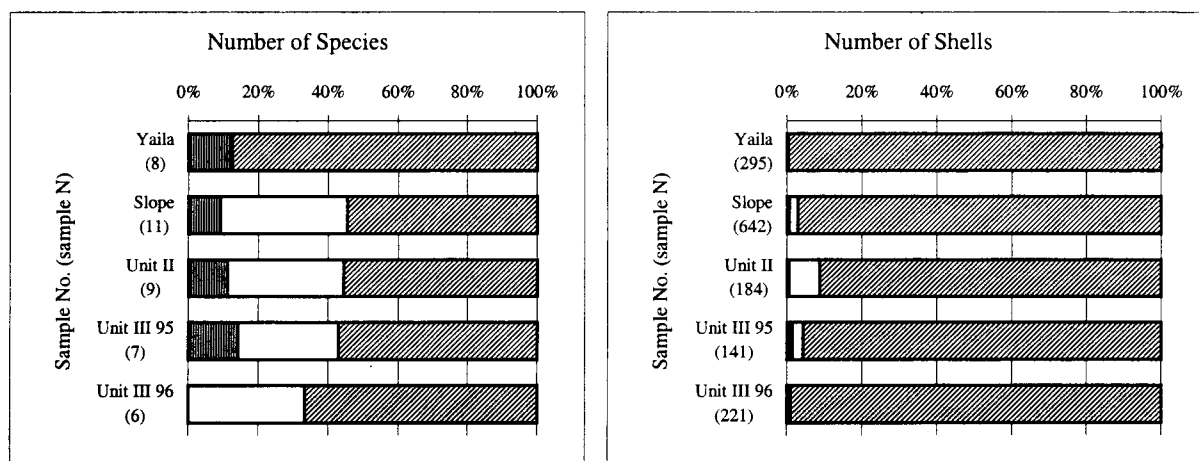 Number of Species
0% 20% 40% 60% 80% 100%
Sample No. (sample N)
Yaila
(8)
Slope
(11)
Unit II
(9)
Unit III 95
(7)
Unit III 96
(6)
Number of Shells
0% 20% 40% 60% 80% 100%
Sample No. (sample N)
Yaila
(295)
Slope
(642)
Unit II
(184)
Unit III 95
(141)
Unit III 96
(221)